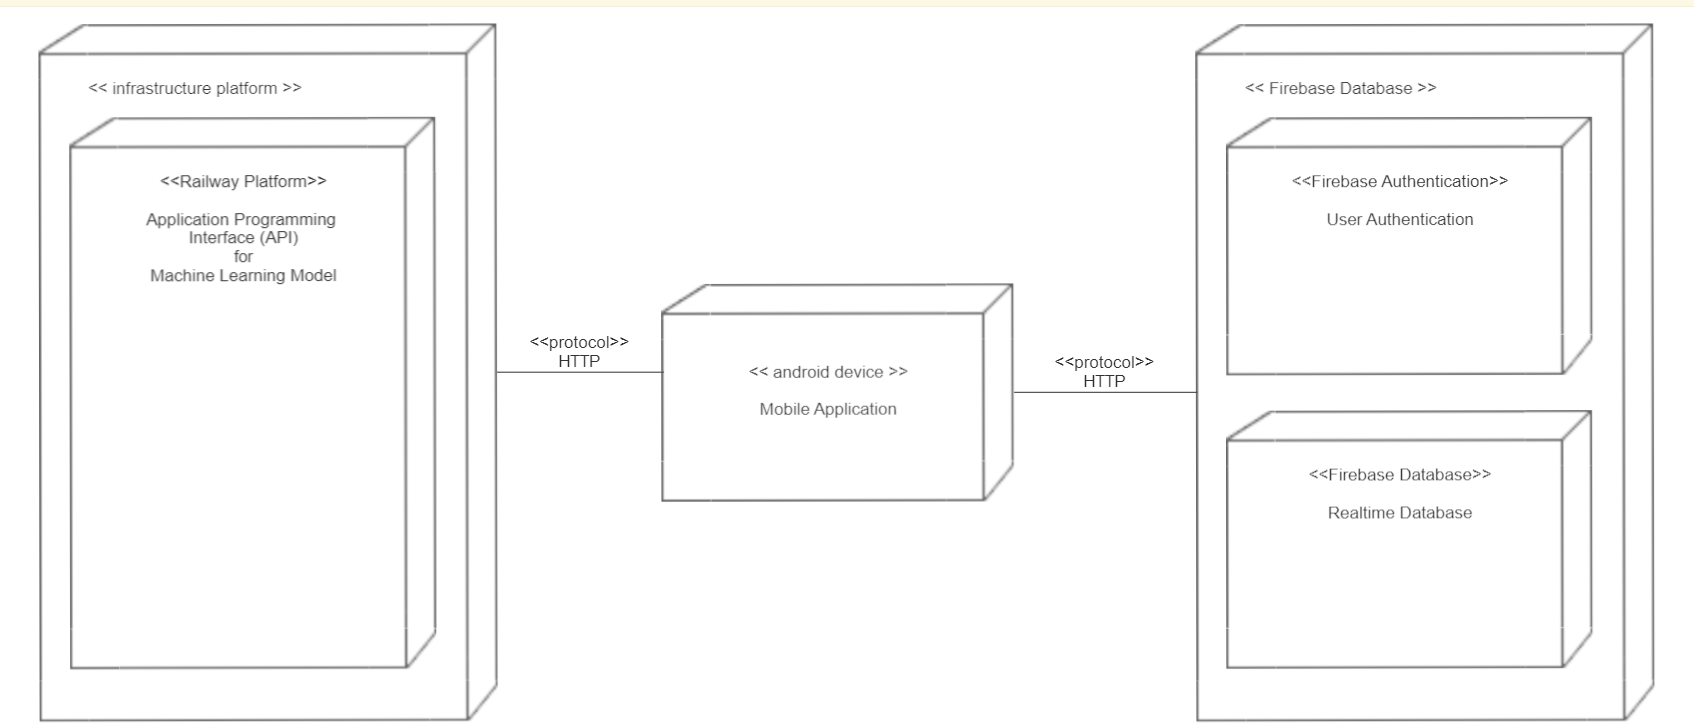 << infrastructure platform >>
<<Railway Platform>>
Application Programming
Interface (API)
for
Machine Learning Model
<<protocol>>
HTTP
<< android device >>
Mobile Application
<<protocol>>
HTTP
<< Firebase Database >>
<<Firebase Authentication>>
User Authentication
<<Firebase Database>>
Realtime Database